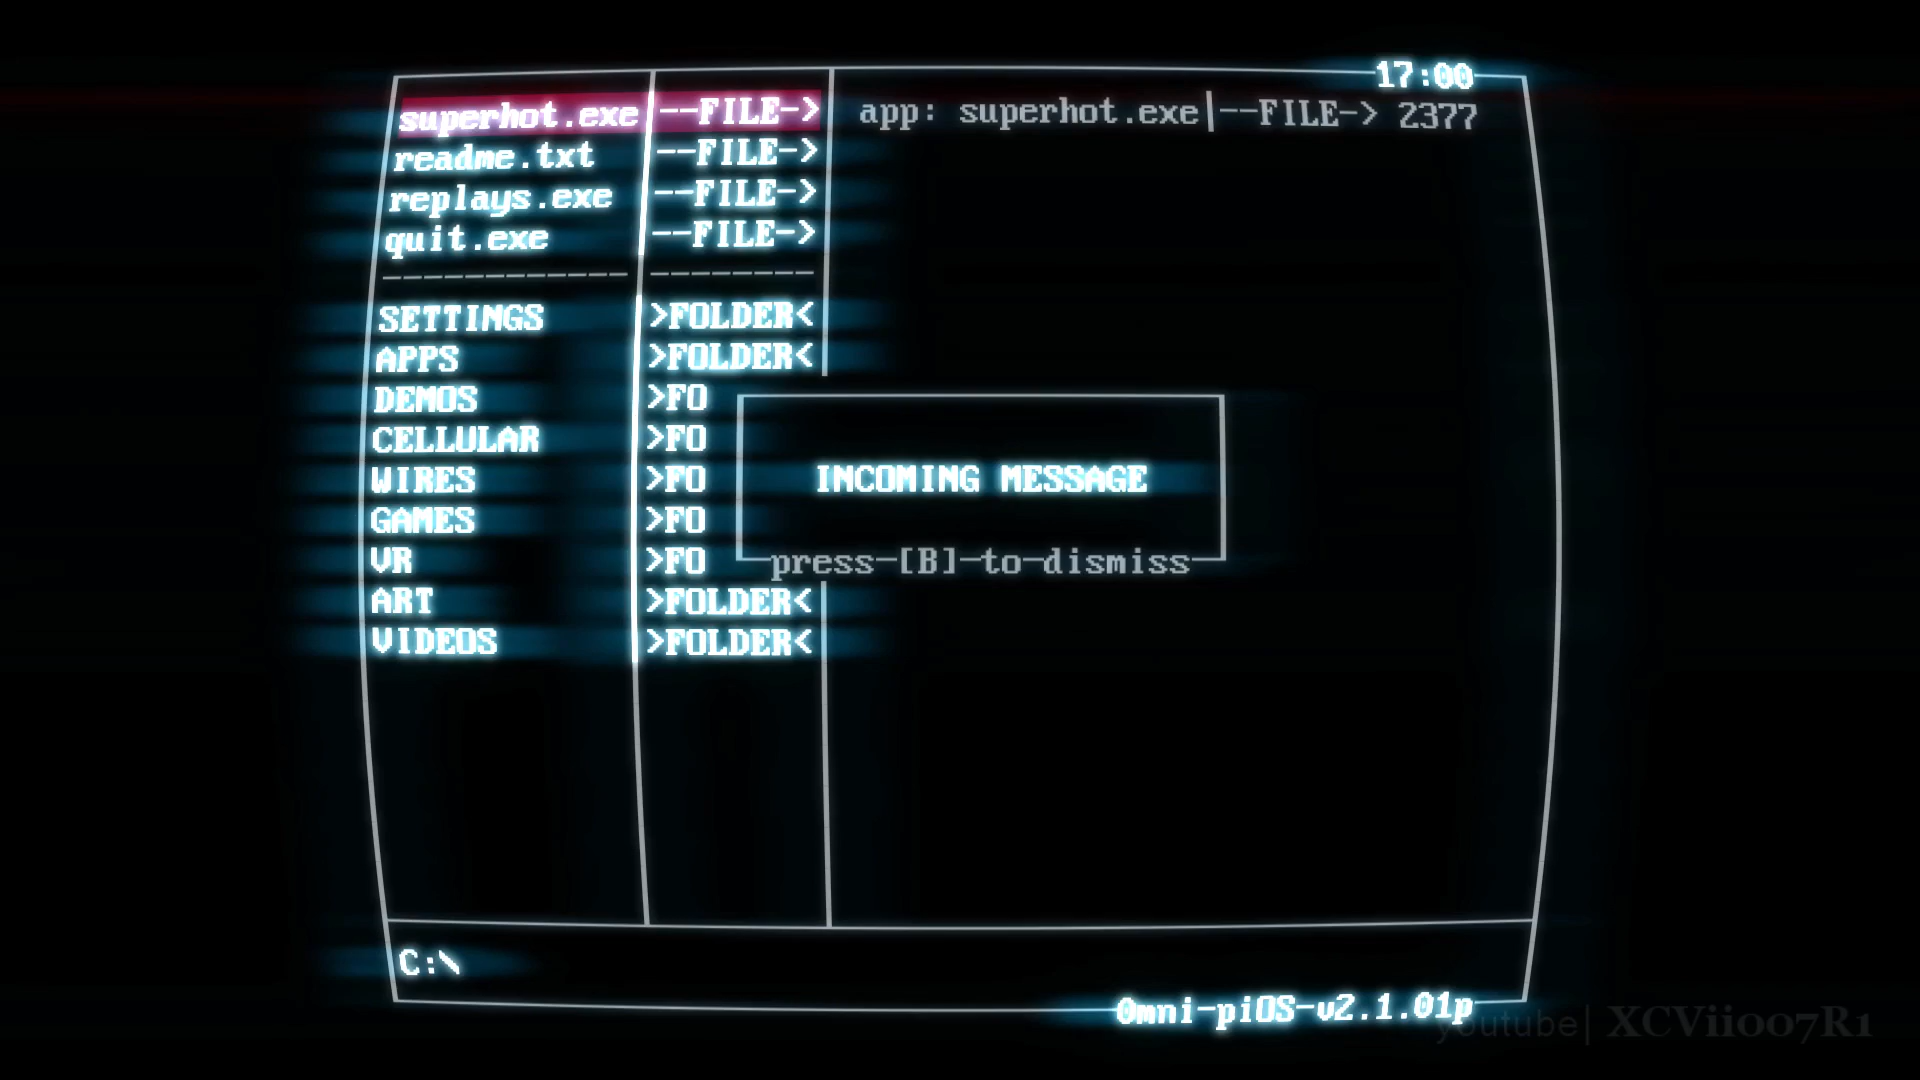 17:00
superhot.exe --FILE-> app: superhot.exe|--FILE-> 2377
readme.txt --FILE->
replays.exe --FILE->
quit.exe --FILE->
SETTINGS >FOLDER<
APPS >FOLDER<
DEMOS >FO
CELLULAR >FO
WIRES >FO
GAMES >FO
VR >FO
ART >FOLDER<
VIDEOS >FOLDER<
INCOMING MESSAGE
press-[B]-to-dismiss
C:\
0mni-piOS-v2.1.01p
youtube| XCVii007R1